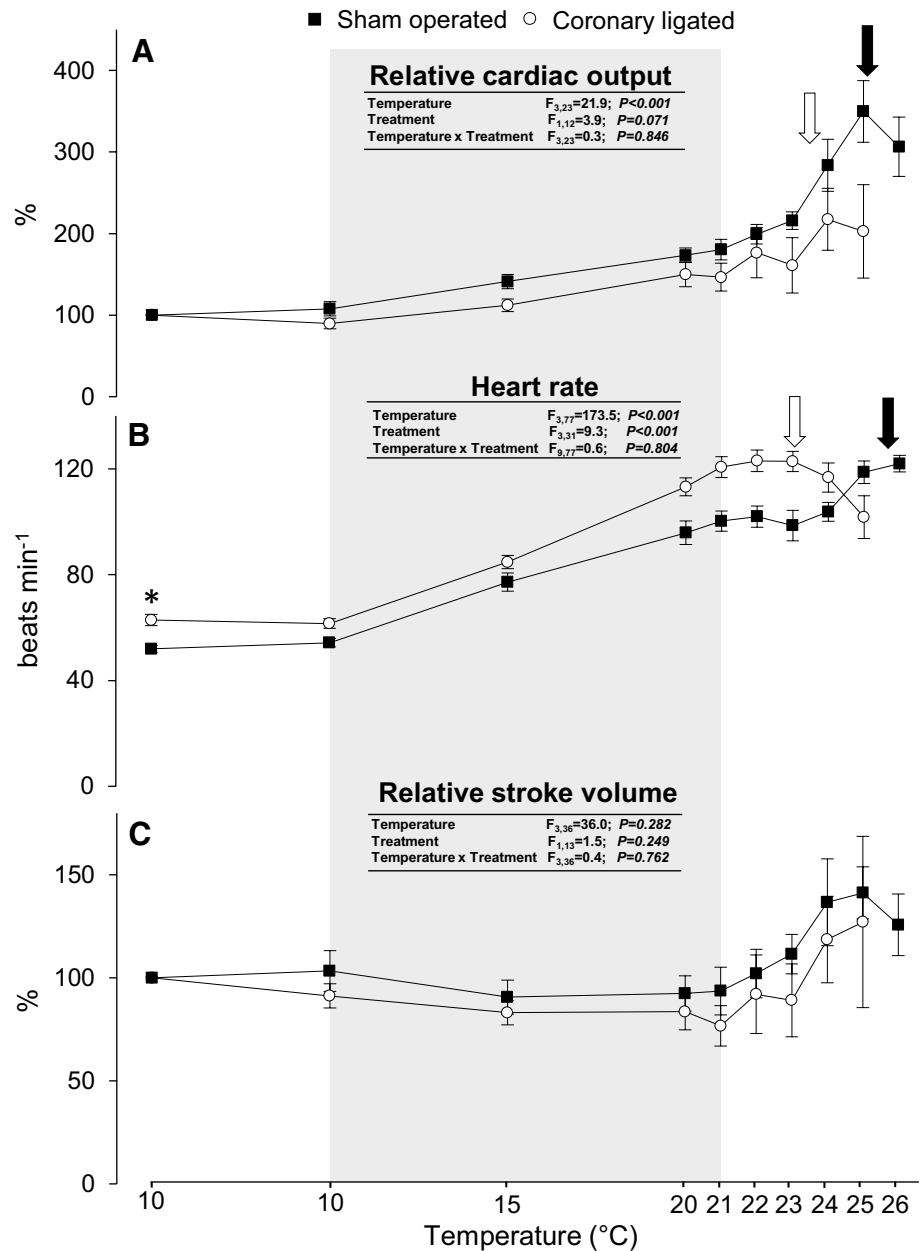 ■ Sham operated ○ Coronary ligated
A
400
300
200
100
0
%
Relative cardiac output
Temperature F3,23=21.9; P<0.001
Treatment F1,12=3.9; P=0.071
Temperature x Treatment F3,23=0.3; P=0.846
B
120
80
40
0
beats min-1
*
Heart rate
Temperature F3,77=173.5; P<0.001
Treatment F3,31=9.3; P<0.001
Temperature x Treatment F9,77=0.6; P=0.804
C
150
100
50
0
%
Relative stroke volume
Temperature F3,36=36.0; P=0.282
Treatment F1,13=1.5; P=0.249
Temperature x Treatment F3,36=0.4; P=0.762
10 10 15 20 21 22 23 24 25 26
Temperature (°C)